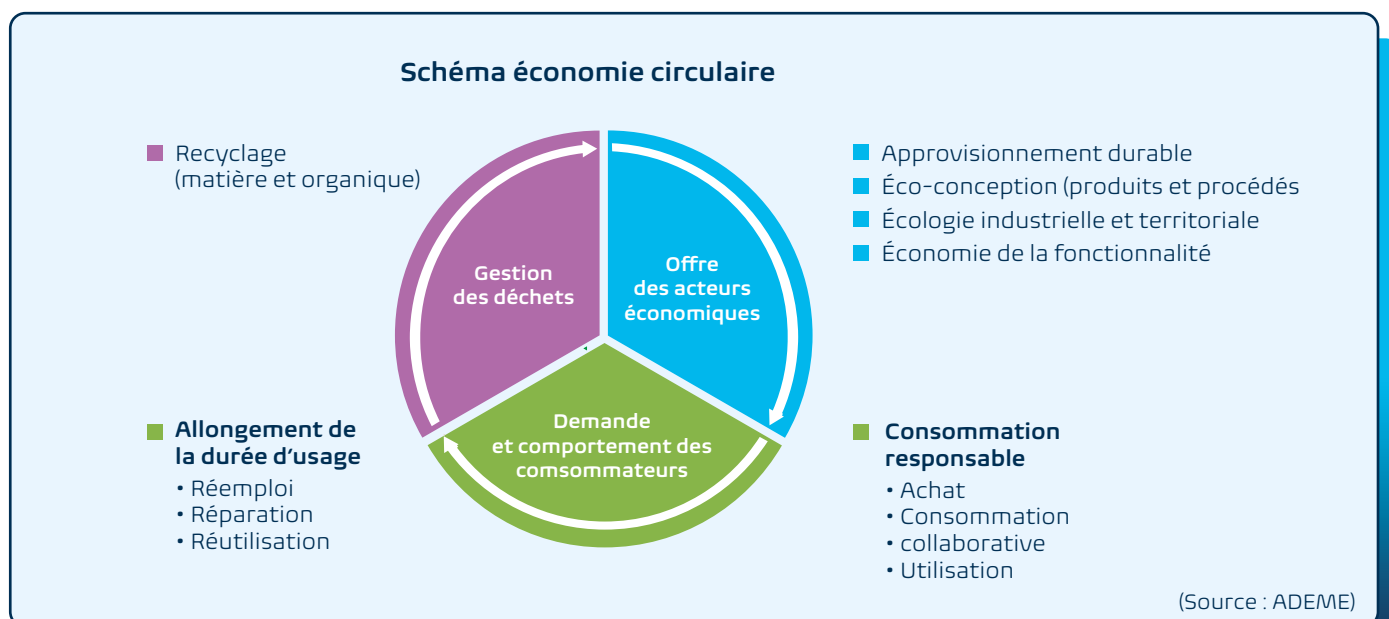 Schéma économie circulaire
Recyclage
(matière et organique)
Approvisionnement durable
Éco-conception (produits et procédés
Écologie industrielle et territoriale
Économie de la fonctionnalité
Gestion
des déchets
Offre
des acteurs
économiques
Demande
et comportement des
comsommateurs
Allongement de
la durée d'usage
• Réemploi
• Réparation
• Réutilisation
Consommation
responsable
• Achat
• Consommation
• collaborative
• Utilisation
(Source : ADEME)